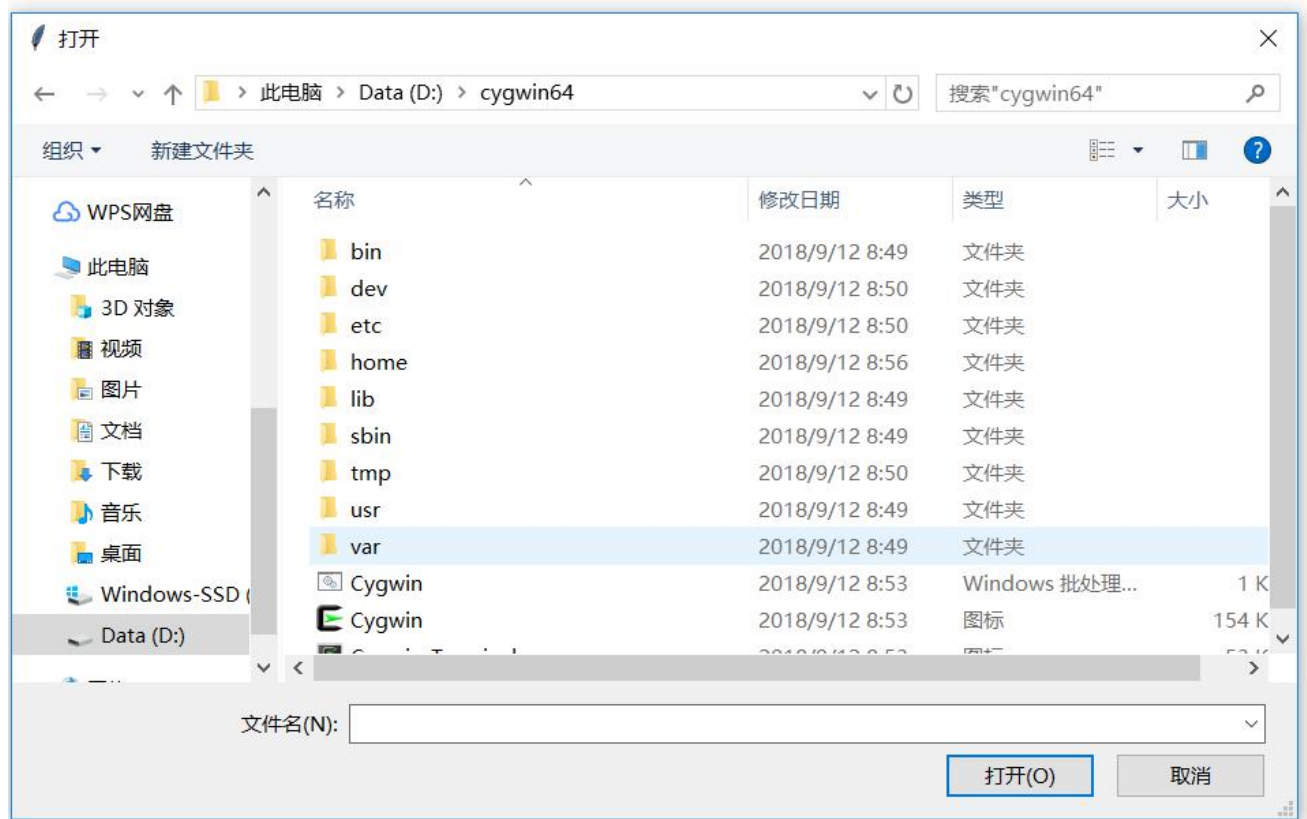 打开
此电脑 > Data (D:) > cygwin64
搜索"cygwin64"
组织
新建文件夹
WPS网盘
此电脑
3D 对象
视频
图片
文档
下载
音乐
桌面
Windows-SSD (
Data (D:)
名称 修改日期 类型 大小
bin 2018/9/12 8:49 文件夹
dev 2018/9/12 8:50 文件夹
etc 2018/9/12 8:50 文件夹
home 2018/9/12 8:56 文件夹
lib 2018/9/12 8:49 文件夹
sbin 2018/9/12 8:49 文件夹
tmp 2018/9/12 8:50 文件夹
usr 2018/9/12 8:49 文件夹
var 2018/9/12 8:49 文件夹
Cygwin 2018/9/12 8:53 Windows 批处理... 1 K
Cygwin 2018/9/12 8:53 图标 154 K
文件名(N):
打开(O)
取消